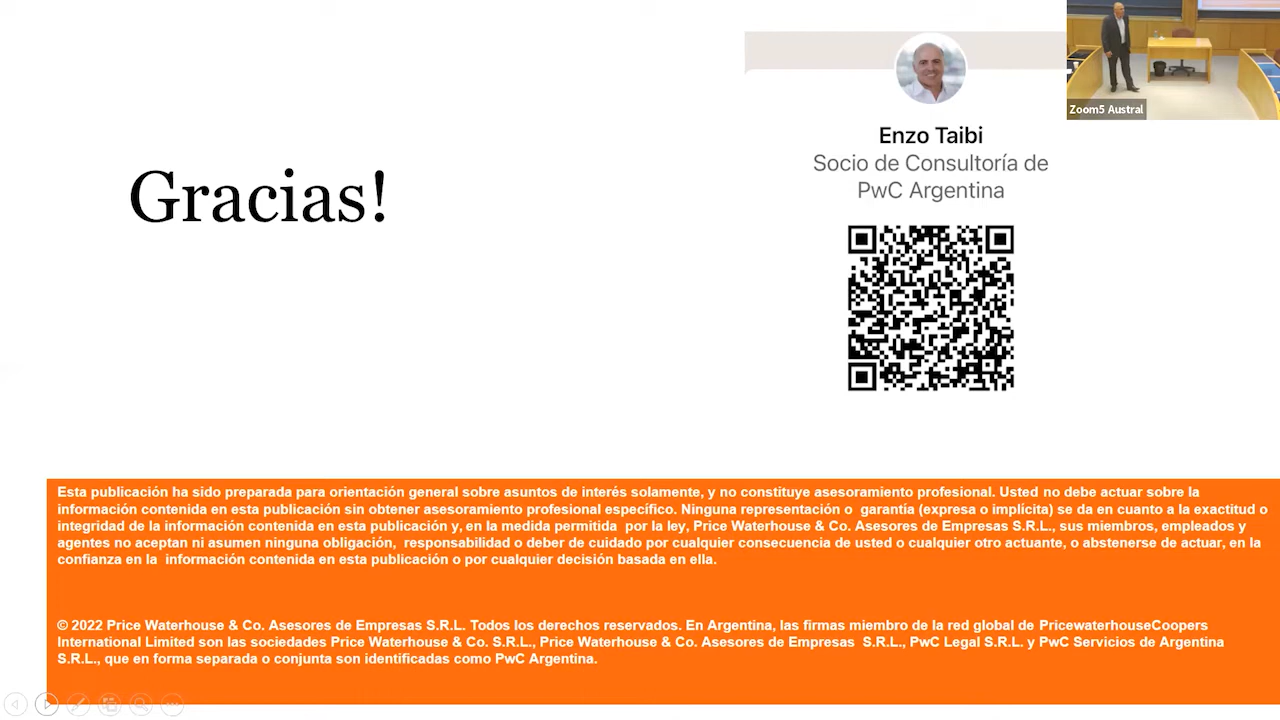 Zoom5 Austral
Gracias!
Enzo Taibi
Socio de Consultoría de
PwC Argentina
Esta publicación ha sido preparada para orientación general sobre asuntos de interés solamente, y no constituye asesoramiento profesional. Usted no debe actuar sobre la
información contenida en esta publicación sin obtener asesoramiento profesional específico. Ninguna representación o garantía (expresa o implícita) se da en cuanto a la exactitud o
integridad de la información contenida en esta publicación y, en la medida permitida por la ley, Price Waterhouse & Co. Asesores de Empresas S.R.L., sus miembros, empleados y
agentes no aceptan ni asumen ninguna obligación, responsabilidad o deber de cuidado por cualquier consecuencia de usted o cualquier otro actuante, o abstenerse de actuar, en la
confianza en la información contenida en esta publicación o por cualquier decisión basada en ella.
© 2022 Price Waterhouse & Co. Asesores de Empresas S.R.L. Todos los derechos reservados. En Argentina, las firmas miembro de la red global de PricewaterhouseCoopers
International Limited son las sociedades Price Waterhouse & Co. S.R.L., Price Waterhouse & Co. Asesores de Empresas S.R.L., PwC Legal S.R.L. y PwC Servicios de Argentina
S.R.L., que en forma separada o conjunta son identificadas como PwC Argentina.